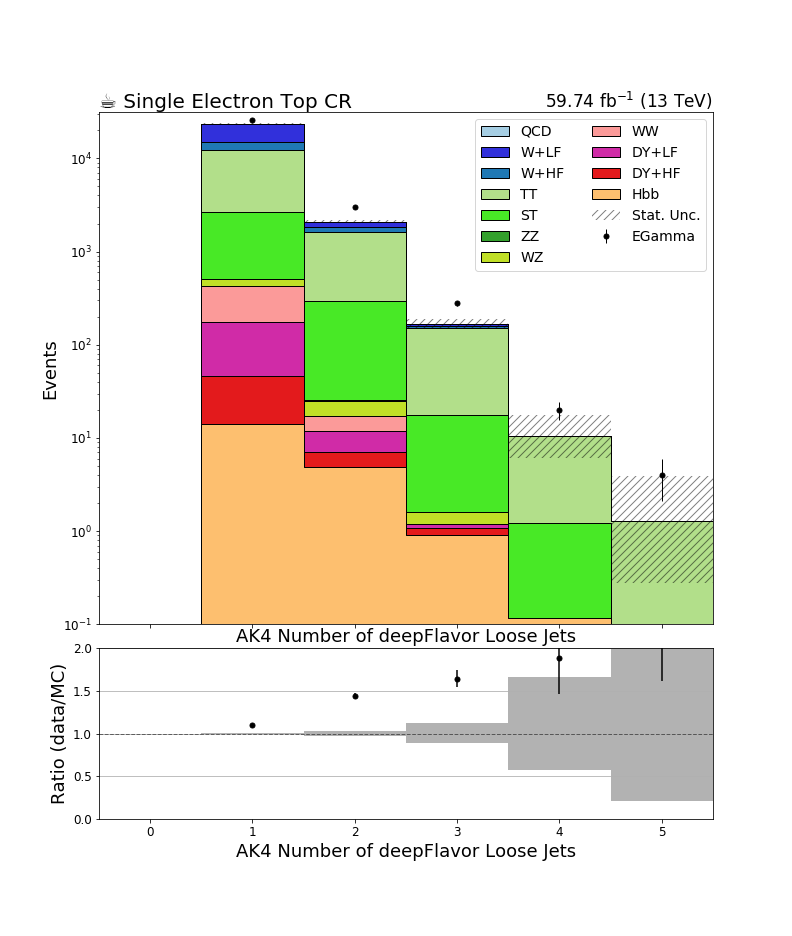 ☕ Single Electron Top CR
59.74 fb⁻¹ (13 TeV)
Events
10⁴
10³
10²
10¹
10⁰
10⁻¹
QCD
W+LF
W+HF
TT
ST
ZZ
WZ
WW
DY+LF
DY+HF
Hbb
Stat. Unc.
EGamma
AK4 Number of deepFlavor Loose Jets
Ratio (data/MC)
2.0
1.5
1.0
0.5
0.0
0 1 2 3 4 5
AK4 Number of deepFlavor Loose Jets